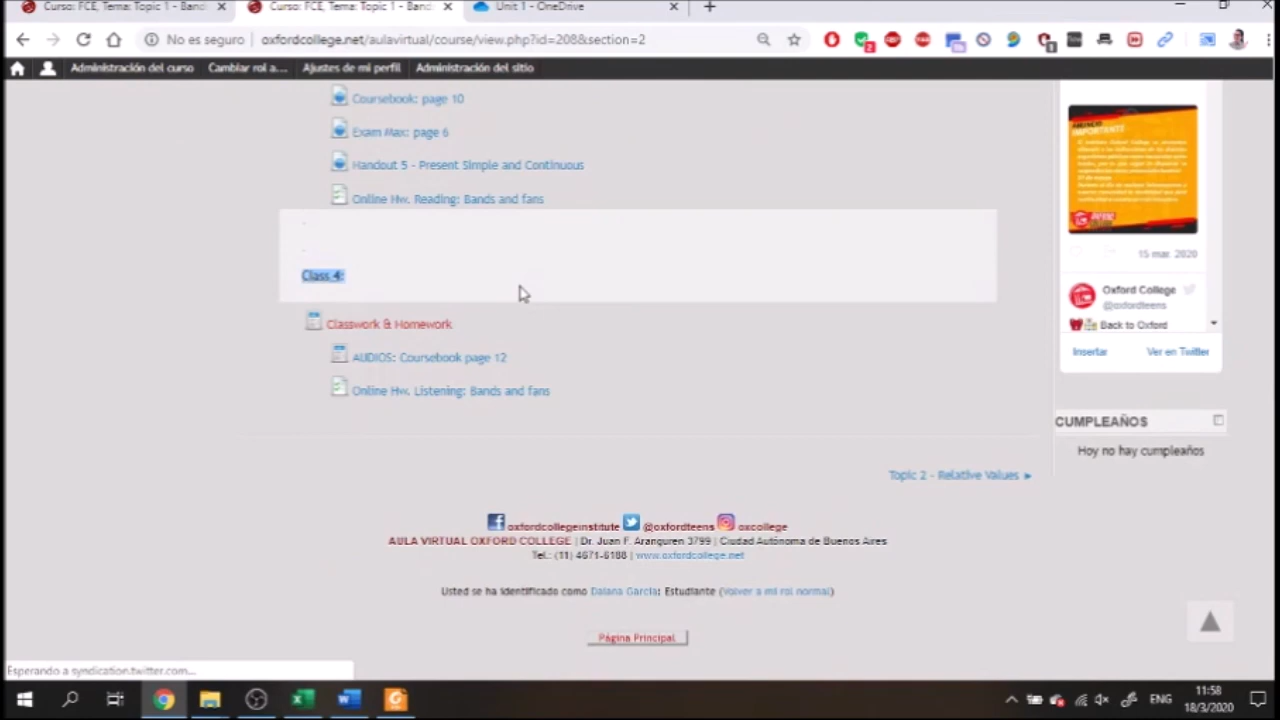 Curso: FCE, Tema: Topic 1 - Band
Curso: FCE, Tema: Topic 1 - Band
Unit 1 - OneDrive
No es seguro
oxfordcollege.net/aulavirtual/course/view.php?id=208&section=2
Administración del curso
Cambiar rol a...
Ajustes de mi perfil
Administración del sitio
Coursebook: page 10
Exam Max: page 6
Handout 5 - Present Simple and Continuous
Online Hw. Reading: Bands and fans
Class 4:
Classwork & Homework
AUDIOS: Coursebook page 12
Online Hw. Listening: Bands and fans
Topic 2 - Relative Values ►
IMPORTANTE
15 mar. 2020
Oxford College
@oxfordteens
Back to Oxford
Insertar
Ver en Twitter
CUMPLEAÑOS
Hoy no hay cumpleaños
oxfordcollegeinstitute @oxfordteens oxcollege
AULA VIRTUAL OXFORD COLLEGE | Dr. Juan F. Aranguren 3799 | Ciudad Autónoma de Buenos Aires
Tel.: (11) 4671-6188 | www.oxfordcollege.net
Usted se ha identificado como Daiana García: Estudiante (Volver a mi rol normal)
Página Principal
Esperando a syndication.twitter.com...
ENG
11:58
18/3/2020